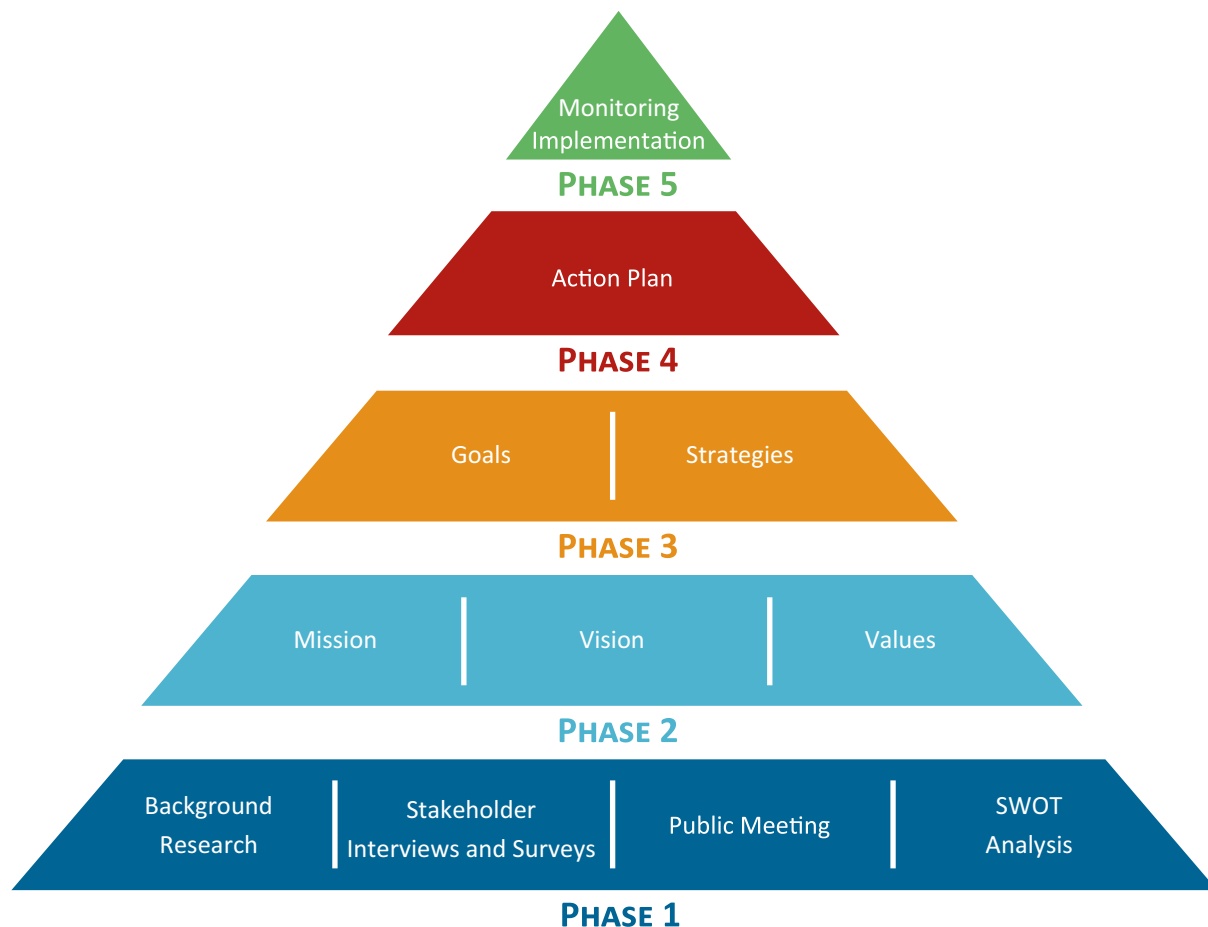 Monitoring
Implementation
PHASE 5
Action Plan
PHASE 4
Goals
Strategies
PHASE 3
Mission
Vision
Values
PHASE 2
Background
Research
Stakeholder
Interviews and Surveys
Public Meeting
SWOT
Analysis
PHASE 1